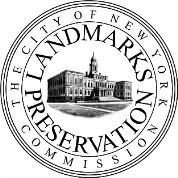 THE CITY OF NEW YORK
LANDMARKS
PRESERVATION
COMMISSION